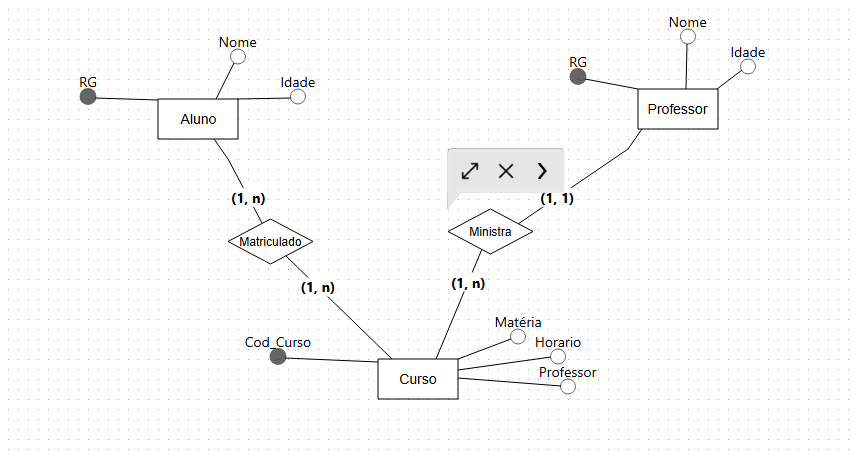 Nome
RG
Idade
Aluno
Nome
RG
Idade
Professor
(1, n)
(1, 1)
Matriculado
Ministra
(1, n)
(1, n)
Cod_Curso
Matéria
Horario
Professor
Curso